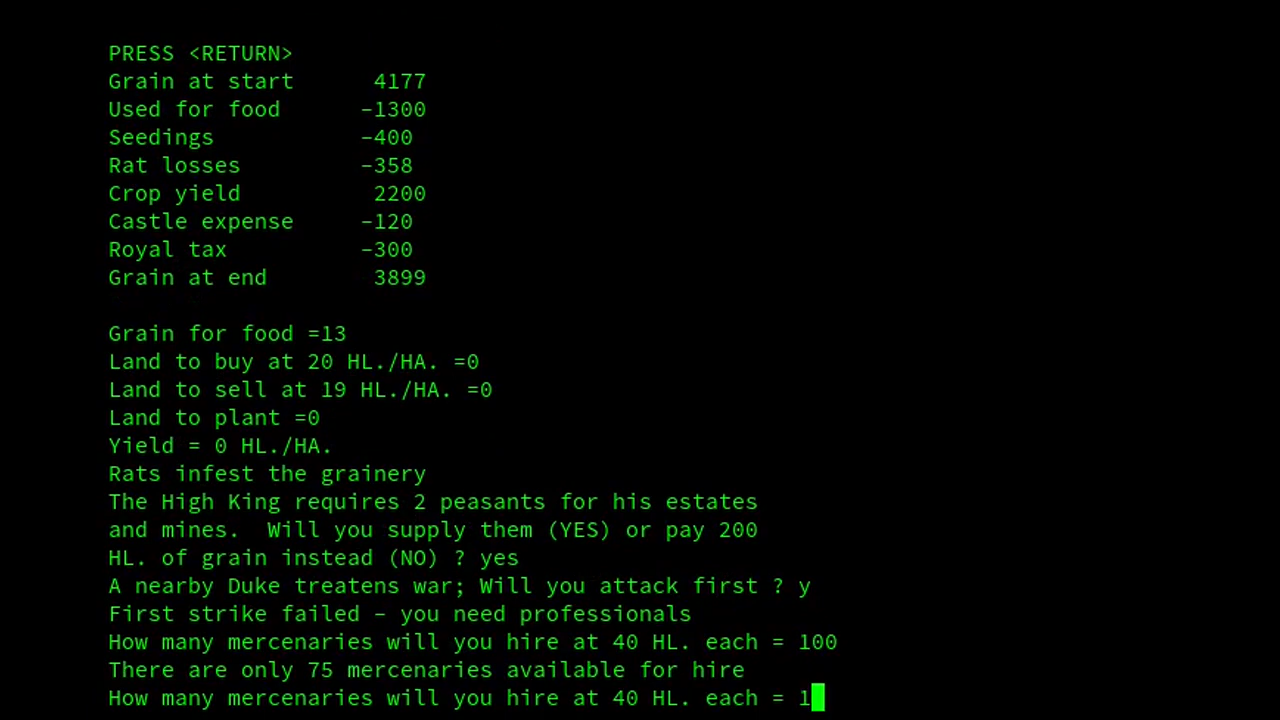 PRESS <RETURN>
Grain at start      4177
Used for food      -1300
Seedings           -400
Rat losses         -358
Crop yield          2200
Castle expense     -120
Royal tax          -300
Grain at end        3899
Grain for food =13
Land to buy at 20 HL./HA. =0
Land to sell at 19 HL./HA. =0
Land to plant =0
Yield = 0 HL./HA.
Rats infest the grainery
The High King requires 2 peasants for his estates
and mines.  Will you supply them (YES) or pay 200
HL. of grain instead (NO) ? yes
A nearby Duke treatens war; Will you attack first ? y
First strike failed - you need professionals
How many mercenaries will you hire at 40 HL. each = 100
There are only 75 mercenaries available for hire
How many mercenaries will you hire at 40 HL. each = 1